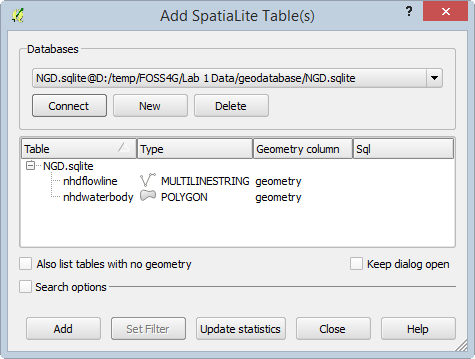 Add SpatiaLite Table(s)
?
Databases
NGD.sqlite@D:/temp/FOSS4G/Lab 1 Data/geodatabase/NGD.sqlite
Connect New Delete
Table Type Geometry column Sql
NGD.sqlite
nhdflowline MULTILINESTRING geometry
nhdwaterbody POLYGON geometry
Also list tables with no geometry Keep dialog open
Search options
Add Set Filter Update statistics Close Help